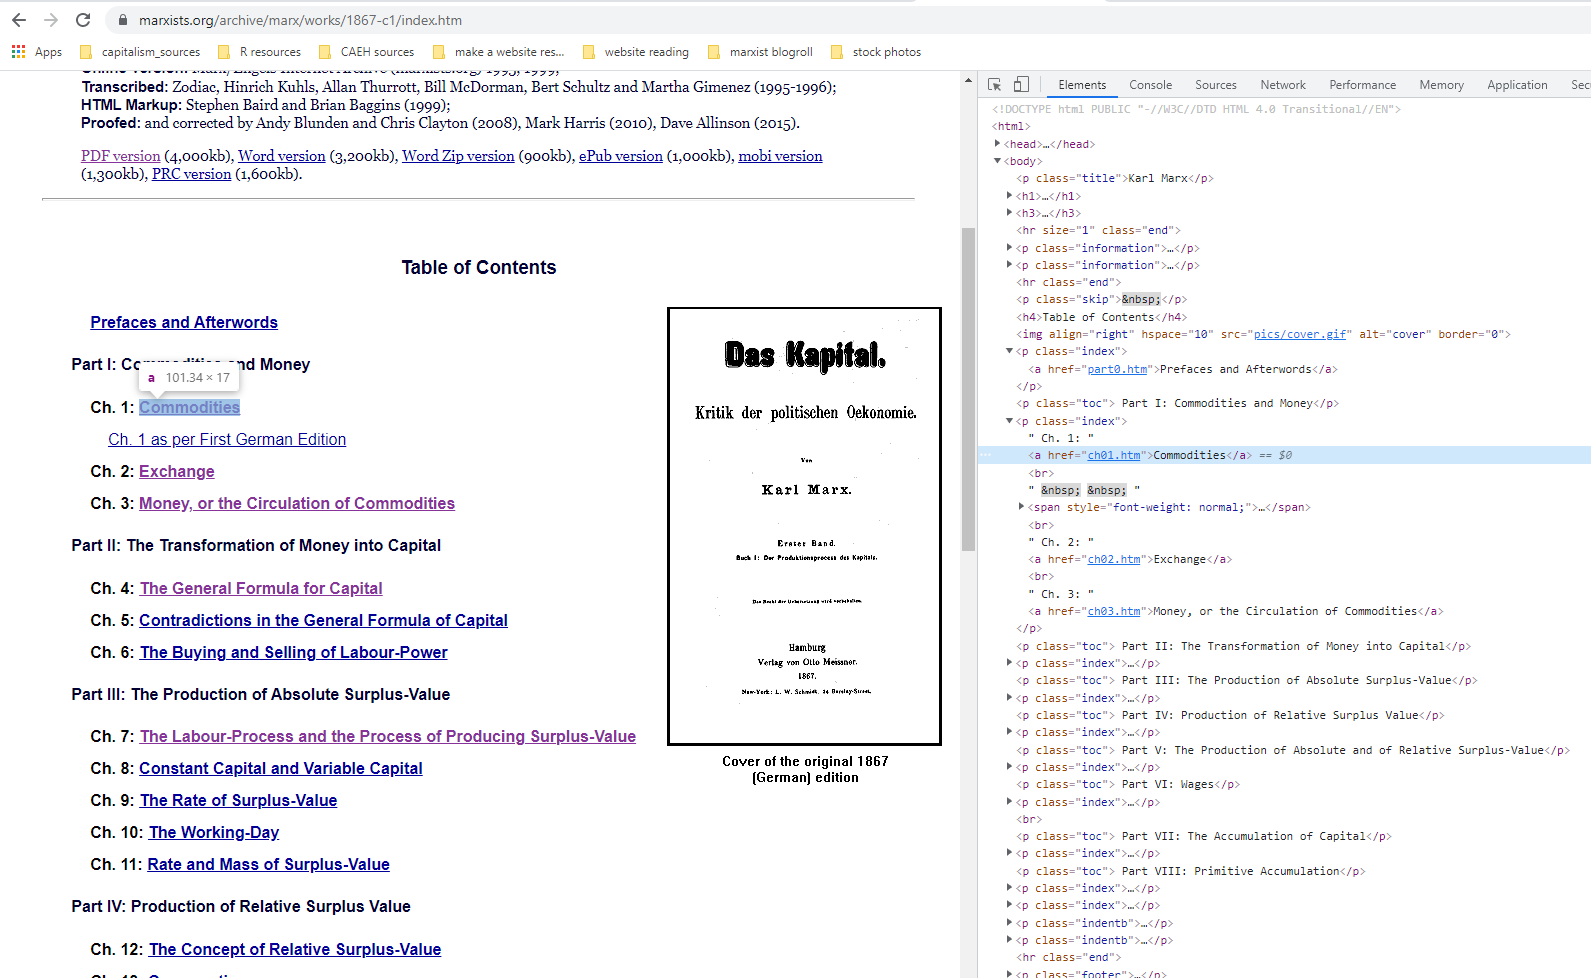 marxists.org/archive/marx/works/1867-c1/index.htm
Apps capitalism_sources R resources CAEH sources make a website res... website reading marxist blogroll stock photos
Online Version: Marx/Engels Internet Archive (marxists.org) 1995, 1999;
Transcribed: Zodiac, Hinrich Kuhls, Allan Thurrott, Bill McDorman, Bert Schultz and Martha Gimenez (1995-1996);
HTML Markup: Stephen Baird and Brian Baggins (1999);
Proofed: and corrected by Andy Blunden and Chris Clayton (2008), Mark Harris (2010), Dave Allinson (2015).
PDF version (4,000kb), Word version (3,200kb), Word Zip version (900kb), ePub version (1,000kb), mobi version
(1,300kb), PRC version (1,600kb).
Table of Contents
Prefaces and Afterwords
Part I: Commodities and Money
a 101.34 × 17
Ch. 1: Commodities
Ch. 1 as per First German Edition
Ch. 2: Exchange
Ch. 3: Money, or the Circulation of Commodities
Part II: The Transformation of Money into Capital
Ch. 4: The General Formula for Capital
Ch. 5: Contradictions in the General Formula of Capital
Ch. 6: The Buying and Selling of Labour-Power
Part III: The Production of Absolute Surplus-Value
Ch. 7: The Labour-Process and the Process of Producing Surplus-Value
Ch. 8: Constant Capital and Variable Capital
Ch. 9: The Rate of Surplus-Value
Ch. 10: The Working-Day
Ch. 11: Rate and Mass of Surplus-Value
Part IV: Production of Relative Surplus Value
Ch. 12: The Concept of Relative Surplus-Value
Das Kapital.
Kritik der politischen Oekonomie.
Von
Karl Marx.
Erster Band.
Buch I: Der Produktionsprocess des Kapitals.
Das Recht der Uebersetzung wird vorbehalten.
Hamburg
Verlag von Otto Meissner.
1867.
New-York: L. W. Schmidt. 24 Barclay-Street.
Cover of the original 1867
(German) edition
Elements Console Sources Network Performance Memory Application Sec
<!DOCTYPE html PUBLIC "-//W3C//DTD HTML 4.0 Transitional//EN">
<html>
<head>…</head>
<body>
<p class="title">Karl Marx</p>
<h1>…</h1>
<h3>…</h3>
<hr size="1" class="end">
<p class="information">…</p>
<p class="information">…</p>
<hr class="end">
<p class="skip">&nbsp;</p>
<h4>Table of Contents</h4>
<img align="right" hspace="10" src="pics/cover.gif" alt="cover" border="0">
<p class="index">
<a href="part0.htm">Prefaces and Afterwords</a>
</p>
<p class="toc"> Part I: Commodities and Money</p>
<p class="index">
" Ch. 1: "
<a href="ch01.htm">Commodities</a> == $0
<br>
" &nbsp; &nbsp; "
<span style="font-weight: normal;">…</span>
<br>
" Ch. 2: "
<a href="ch02.htm">Exchange</a>
<br>
" Ch. 3: "
<a href="ch03.htm">Money, or the Circulation of Commodities</a>
</p>
<p class="toc"> Part II: The Transformation of Money into Capital</p>
<p class="index">…</p>
<p class="toc"> Part III: The Production of Absolute Surplus-Value</p>
<p class="index">…</p>
<p class="toc"> Part IV: Production of Relative Surplus Value</p>
<p class="index">…</p>
<p class="toc"> Part V: The Production of Absolute and of Relative Surplus-Value</p>
<p class="index">…</p>
<p class="toc"> Part VI: Wages</p>
<p class="index">…</p>
<br>
<p class="toc"> Part VII: The Accumulation of Capital</p>
<p class="index">…</p>
<p class="toc"> Part VIII: Primitive Accumulation</p>
<p class="index">…</p>
<p class="index">…</p>
<p class="indentb">…</p>
<p class="indentb">…</p>
<hr class="end">
<p class="footer">…</p>